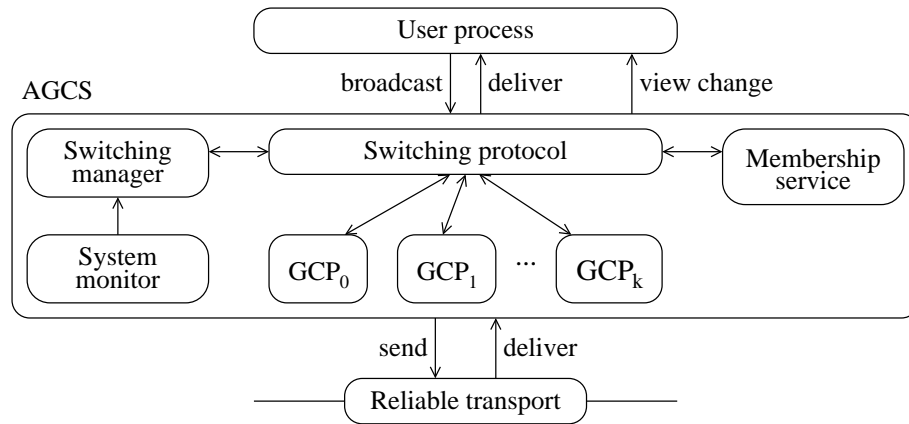 User process
broadcast deliver view change
AGCS
Switching manager
Switching protocol
Membership service
System monitor
GCP0 GCP1 ... GCPk
send deliver
Reliable transport